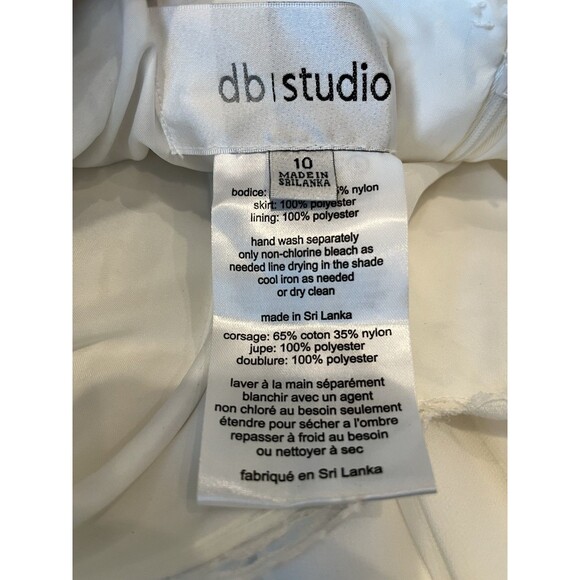 db|studio
10
MADE IN
SRI LANKA
bodice: 5% nylon
skirt: 100% polyester
lining: 100% polyester
hand wash separately
only non-chlorine bleach as
needed line drying in the shade
cool iron as needed
or dry clean
made in Sri Lanka
corsage: 65% coton 35% nylon
jupe: 100% polyester
doublure: 100% polyester
laver à la main séparément
blanchir avec un agent
non chloré au besoin seulement
étendre pour sécher a l'ombre
repasser à froid au besoin
ou nettoyer à sec
fabriqué en Sri Lanka